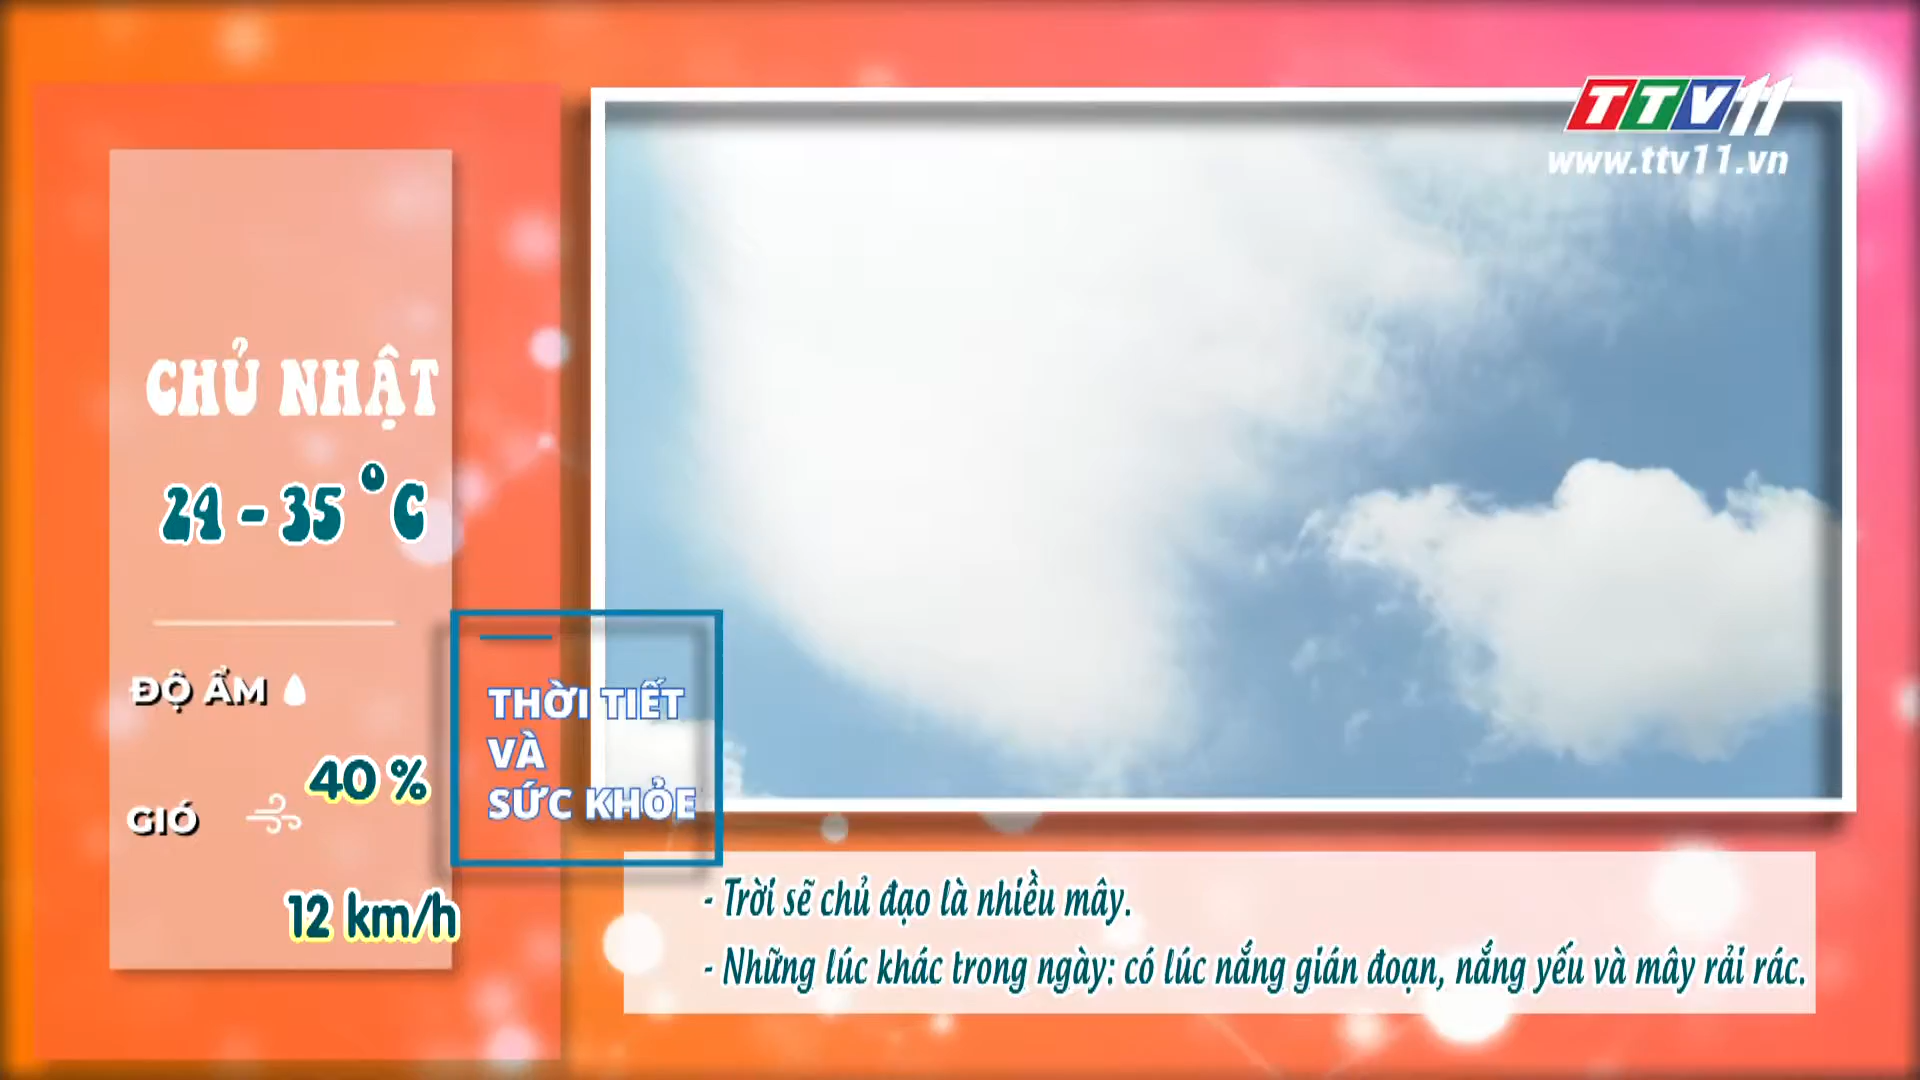 TTV11
www.ttv11.vn
CHỦ NHẬT
24 - 35 °C
ĐỘ ẨM
40 %
GIÓ
12 km/h
THỜI TIẾT
VÀ
SỨC KHỎE
- Trời sẽ chủ đạo là nhiều mây.
- Những lúc khác trong ngày: có lúc nắng gián đoạn, nắng yếu và mây rải rác.